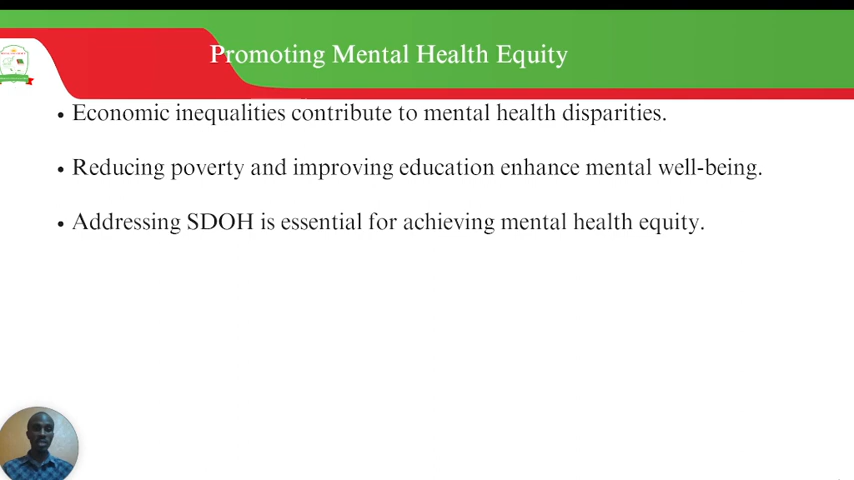 Promoting Mental Health Equity
• Economic inequalities contribute to mental health disparities.
• Reducing poverty and improving education enhance mental well-being.
• Addressing SDOH is essential for achieving mental health equity.